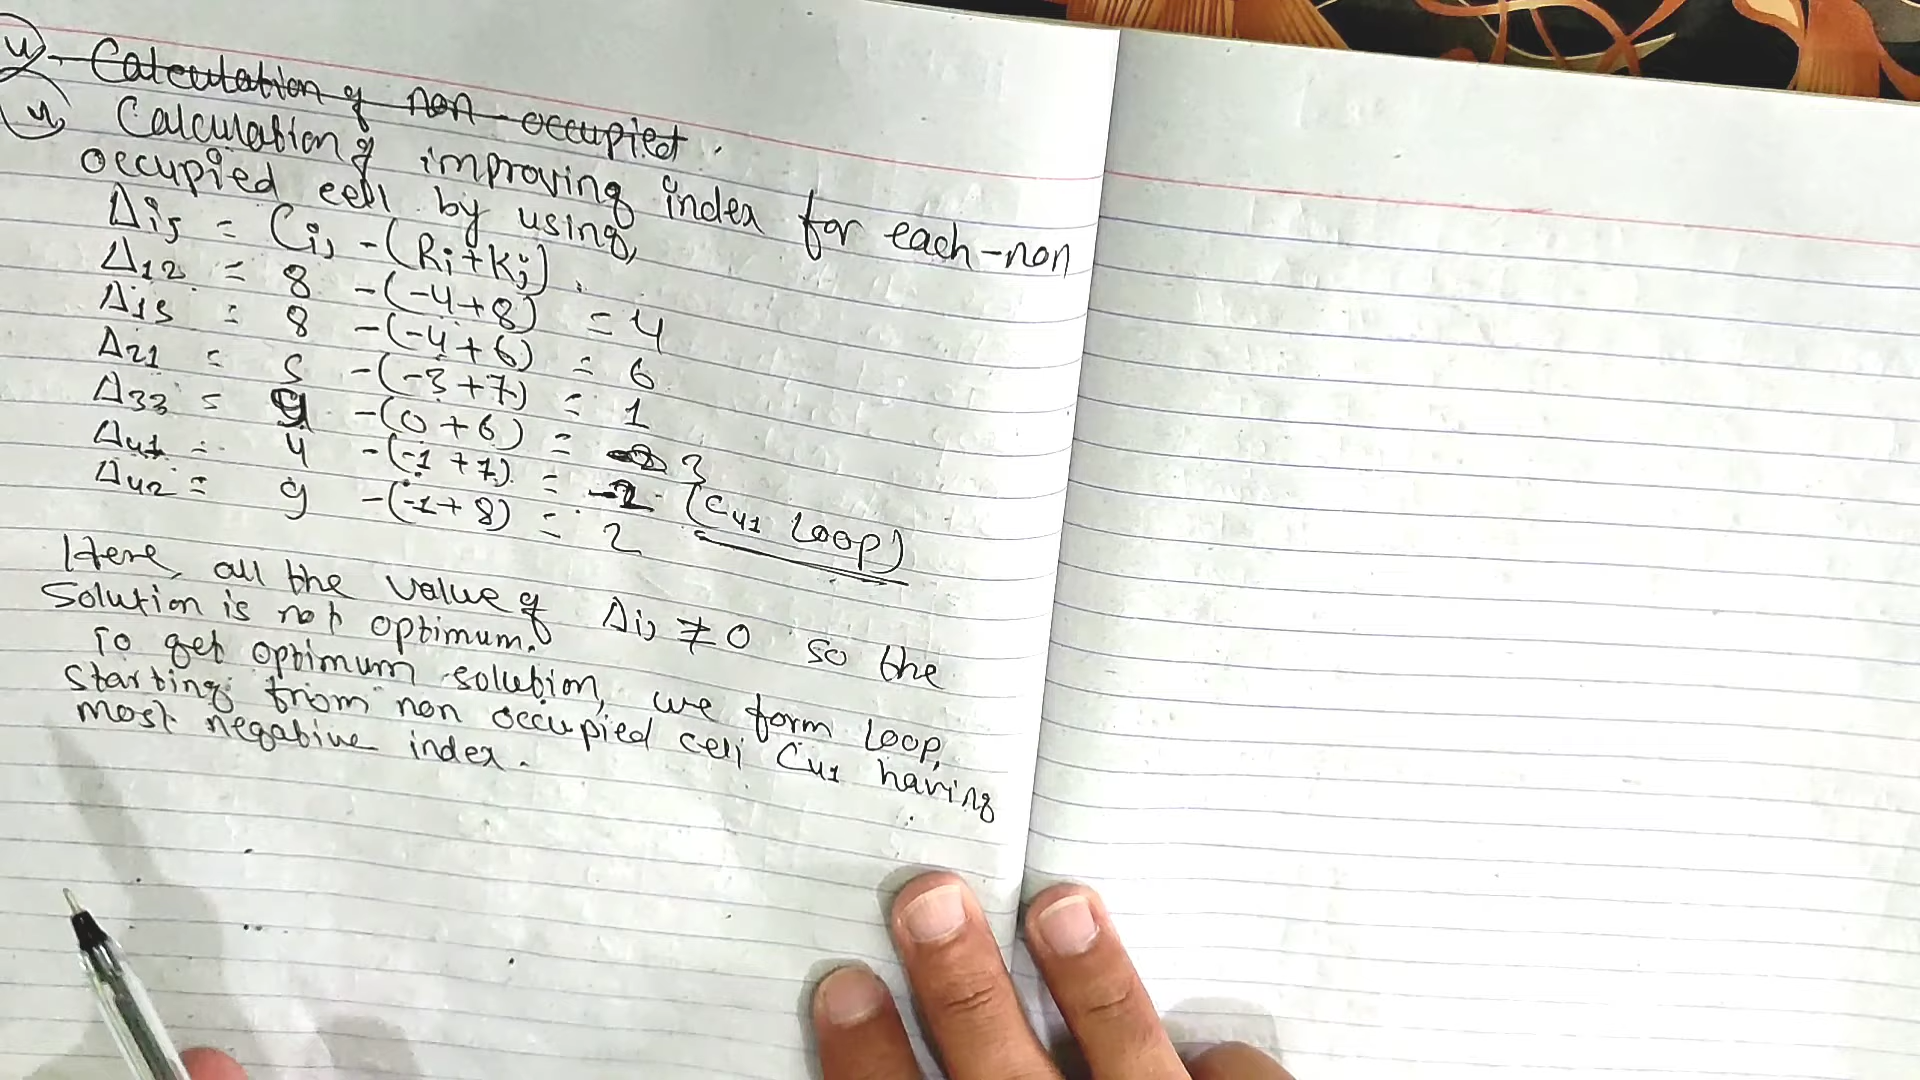 Calculation of non-occupied.
Calculation of improving index for each-non
occupied cell by using,
Δij = Cij -(Ri+Kj).
Δ12 = 8 -(-4+8) = 4
Δ13 = 8 -(-4+6) = 6
Δ21 = 5 -(-3+7) = 1
Δ33 = 9 -(0+6) = 3
Δ41 = 4 -(-1+7) = -2 (C41 Loop)
Δ42 = 9 -(-1+8) = 2
Here, all the value of Δij ≠ 0 so the
Solution is not optimum.
To get optimum solution, we form Loop,
starting from non occupied cell C41 having
most negative index.